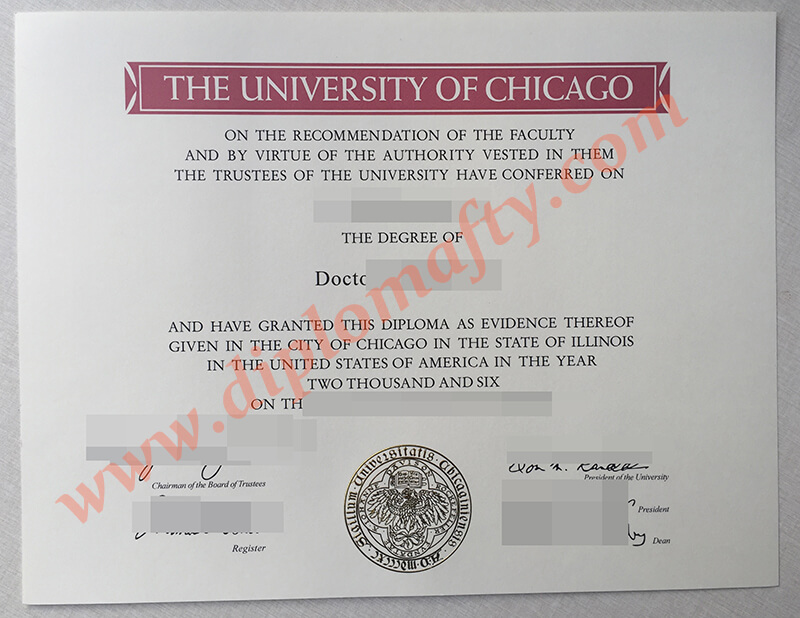 THE UNIVERSITY OF CHICAGO
ON THE RECOMMENDATION OF THE FACULTY
AND BY VIRTUE OF THE AUTHORITY VESTED IN THEM
THE TRUSTEES OF THE UNIVERSITY HAVE CONFERRED ON
THE DEGREE OF
AND HAVE GRANTED THIS DIPLOMA AS EVIDENCE THEREOF
GIVEN IN THE CITY OF CHICAGO IN THE STATE OF ILLINOIS
IN THE UNITED STATES OF AMERICA IN THE YEAR
TWO THOUSAND AND SIX
ON
Chairman of the Board of Trustees
President of the University
President
Register
Dean
www.diplomafty.com